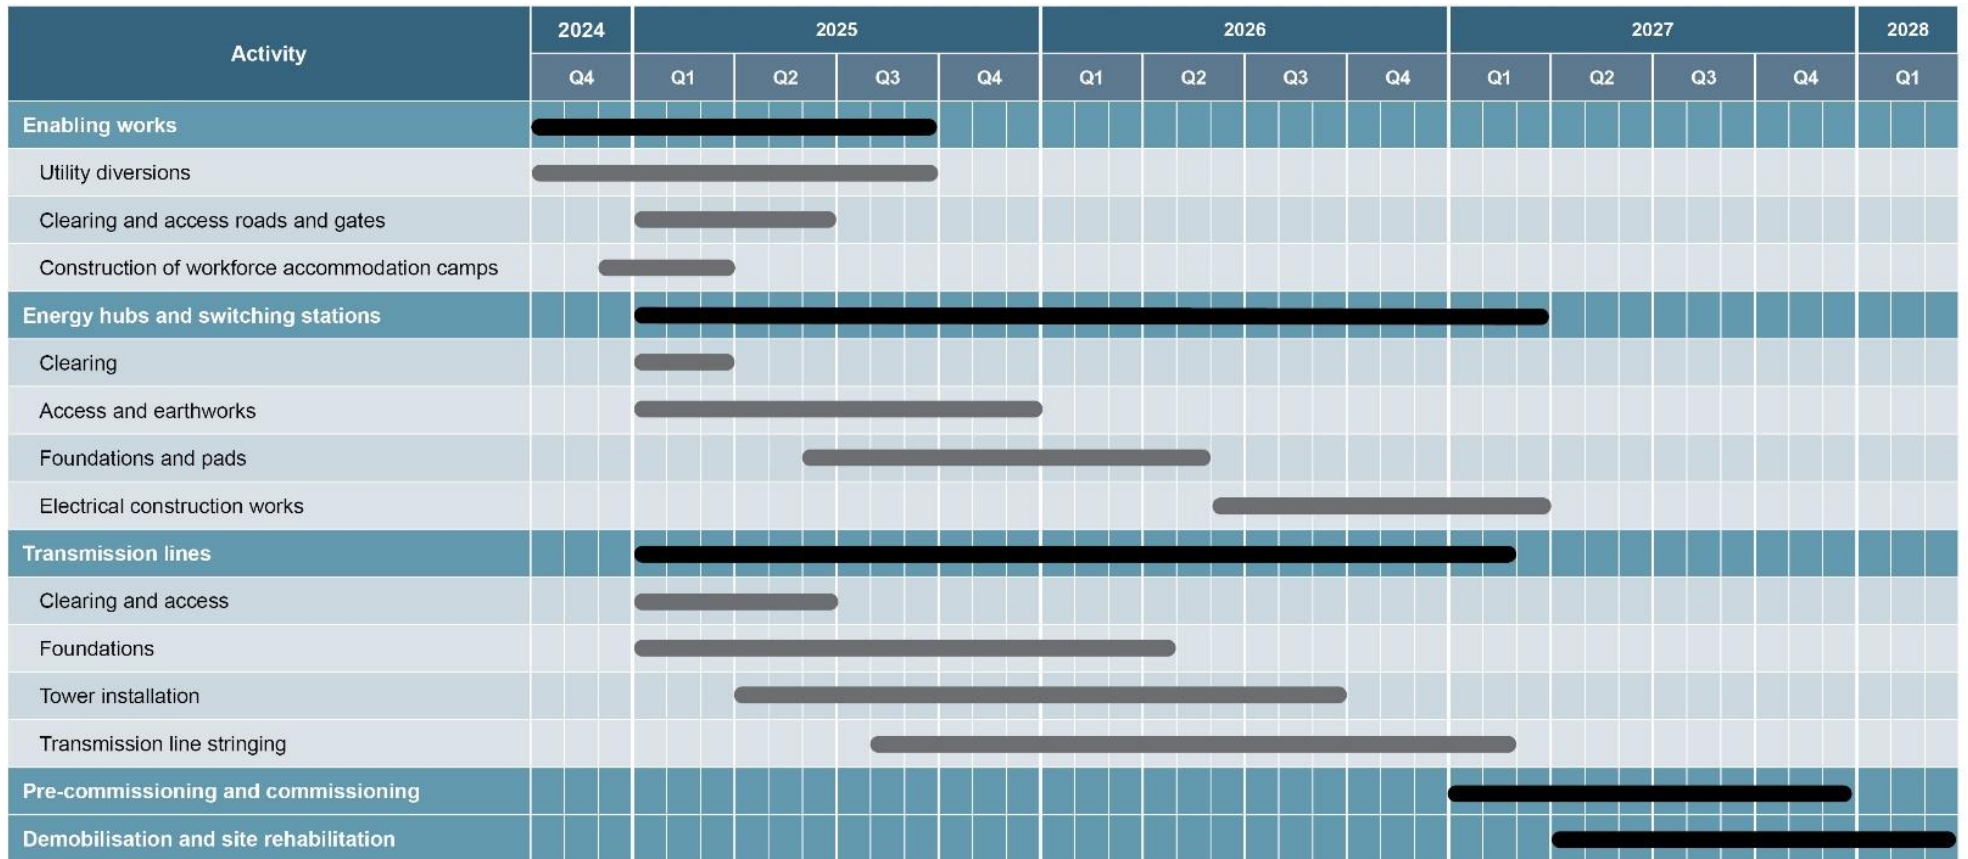 Activity
2024 2025 2026 2027 2028
Q4 Q1 Q2 Q3 Q4 Q1 Q2 Q3 Q4 Q1 Q2 Q3 Q4 Q1
Enabling works
Utility diversions
Clearing and access roads and gates
Construction of workforce accommodation camps
Energy hubs and switching stations
Clearing
Access and earthworks
Foundations and pads
Electrical construction works
Transmission lines
Clearing and access
Foundations
Tower installation
Transmission line stringing
Pre-commissioning and commissioning
Demobilisation and site rehabilitation